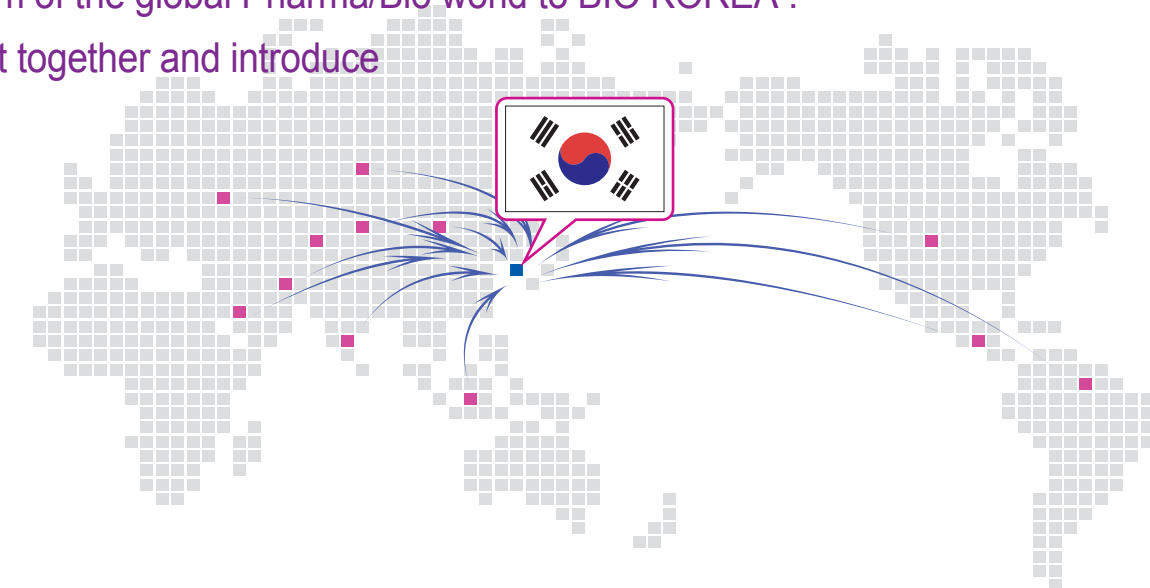 of the global Pharma/Bio world to BIO KOREA .
together and introduce